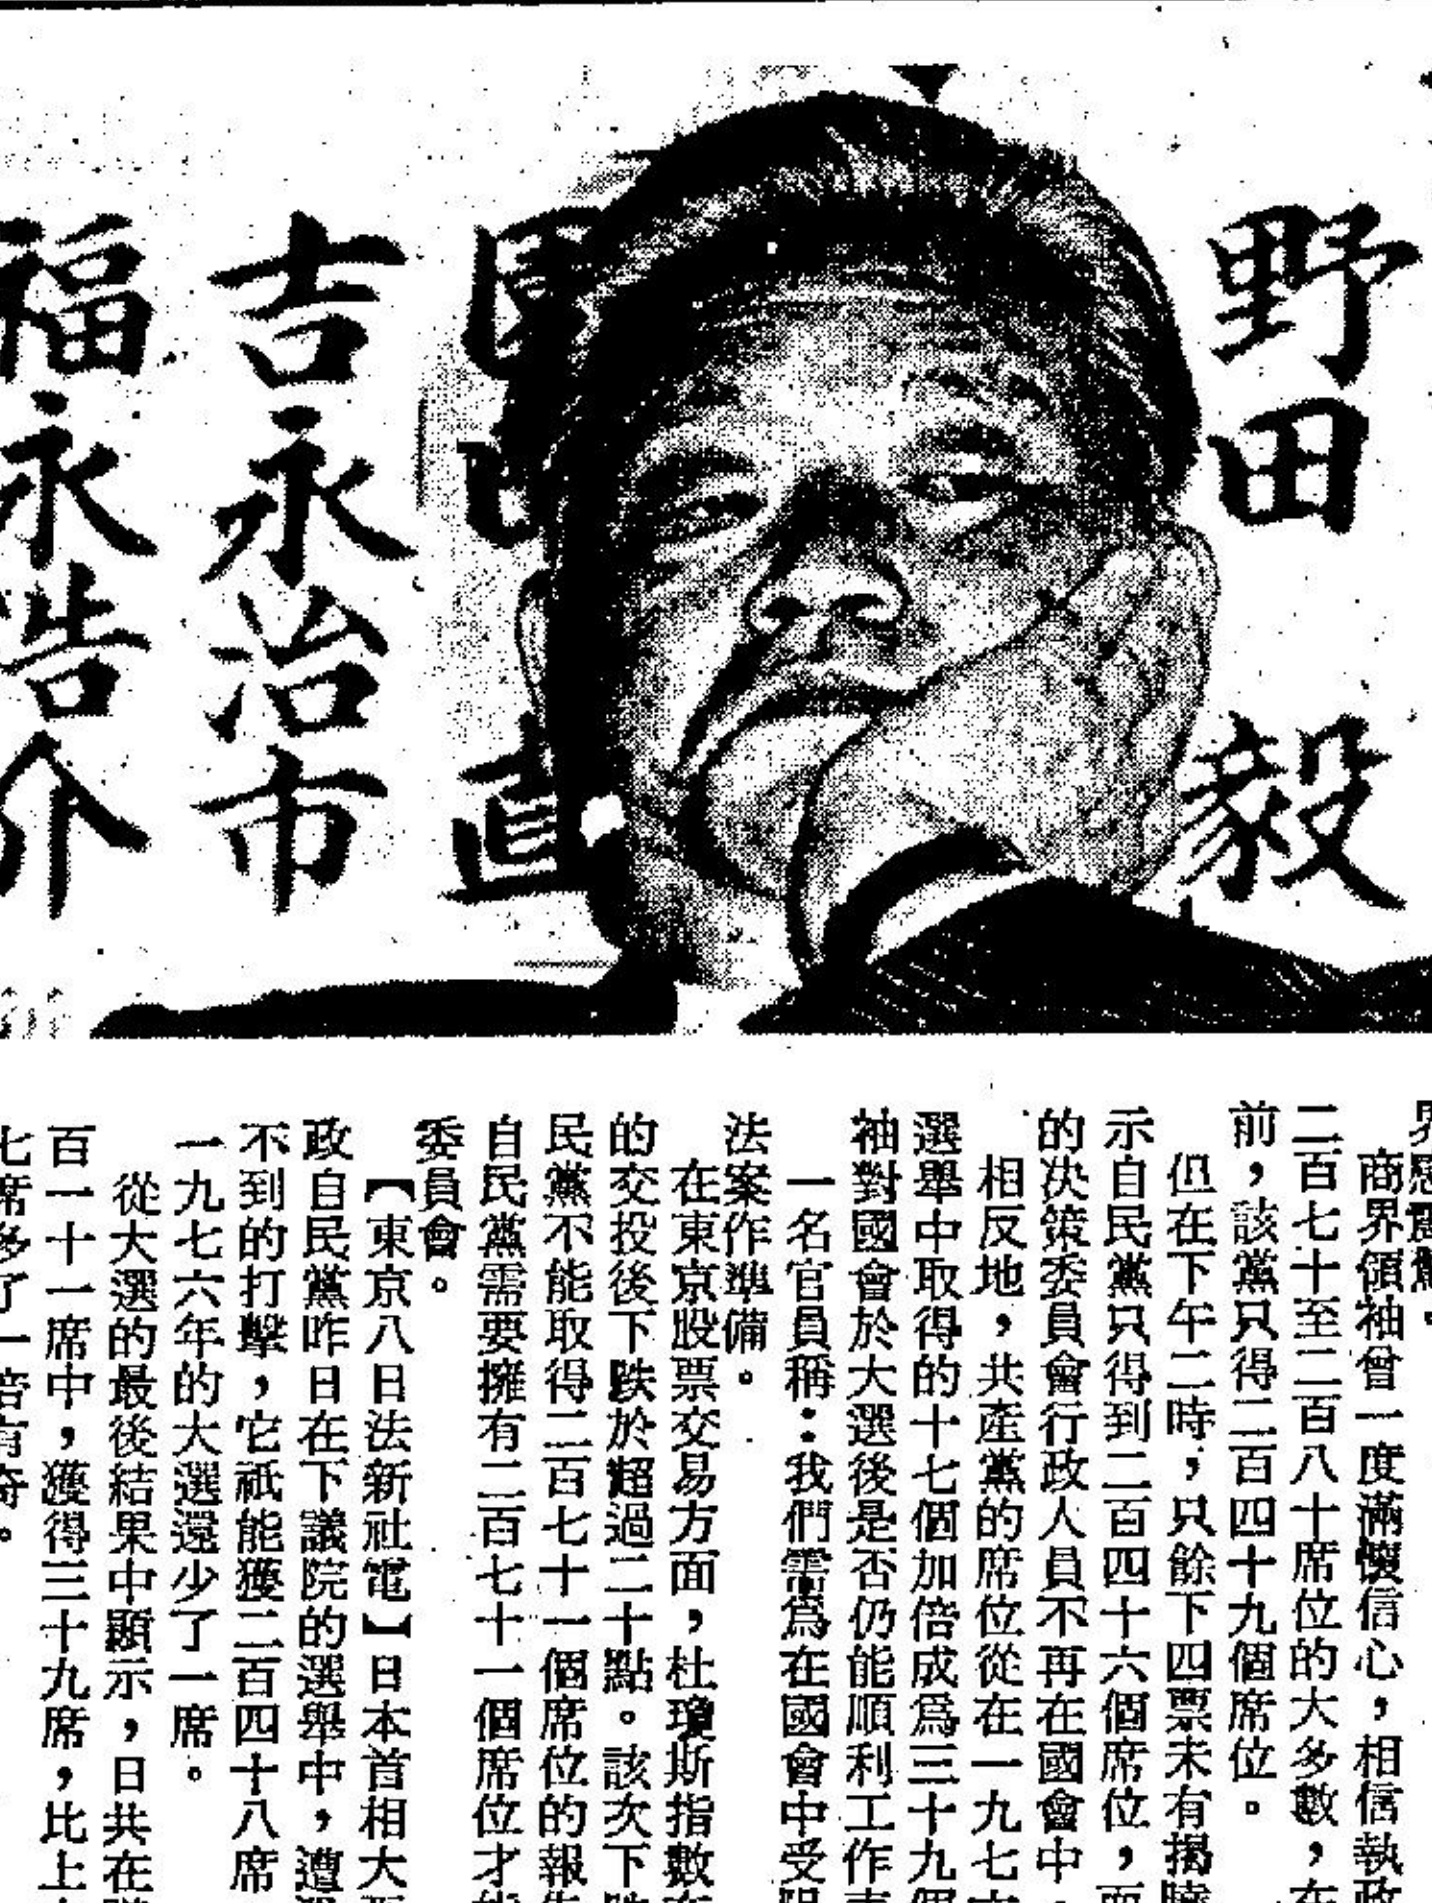 野田毅
直
吉永治市
福永浩介
商界領袖曾一度滿懷信心，相信執政
二百七十至二百八十席位的大多數，在
前，該黨只得二百四十九個席位。
但在下午二時，只餘下四票未有揭曉
示自民黨只得到二百四十六個席位，而
的决策委員會行政人員不再在國會中
相反地，共產黨的席位從在一九七六
選舉中取得的十七個加倍成爲三十九個
袖對國會於大選後是否仍能順利工作表
一名官員稱：我們需爲在國會中受阻
法案作準備。
在東京股票交易方面，杜瓊斯指數在
的交投後下跌於超過二十點。該次下跌
民黨不能取得二百七十一個席位的報告
自民黨需要擁有二百七十一個席位才能
委員會。
【東京八日法新社電】日本首相大平
政自民黨昨日在下議院的選舉中，遭
不到的打擊，它祇能獲二百四十八席
一九七六年的大選還少了一席。
從大選的最後結果中顯示，日共在
百一十一席中，獲得三十九席，比上
七席多了一倍有奇。